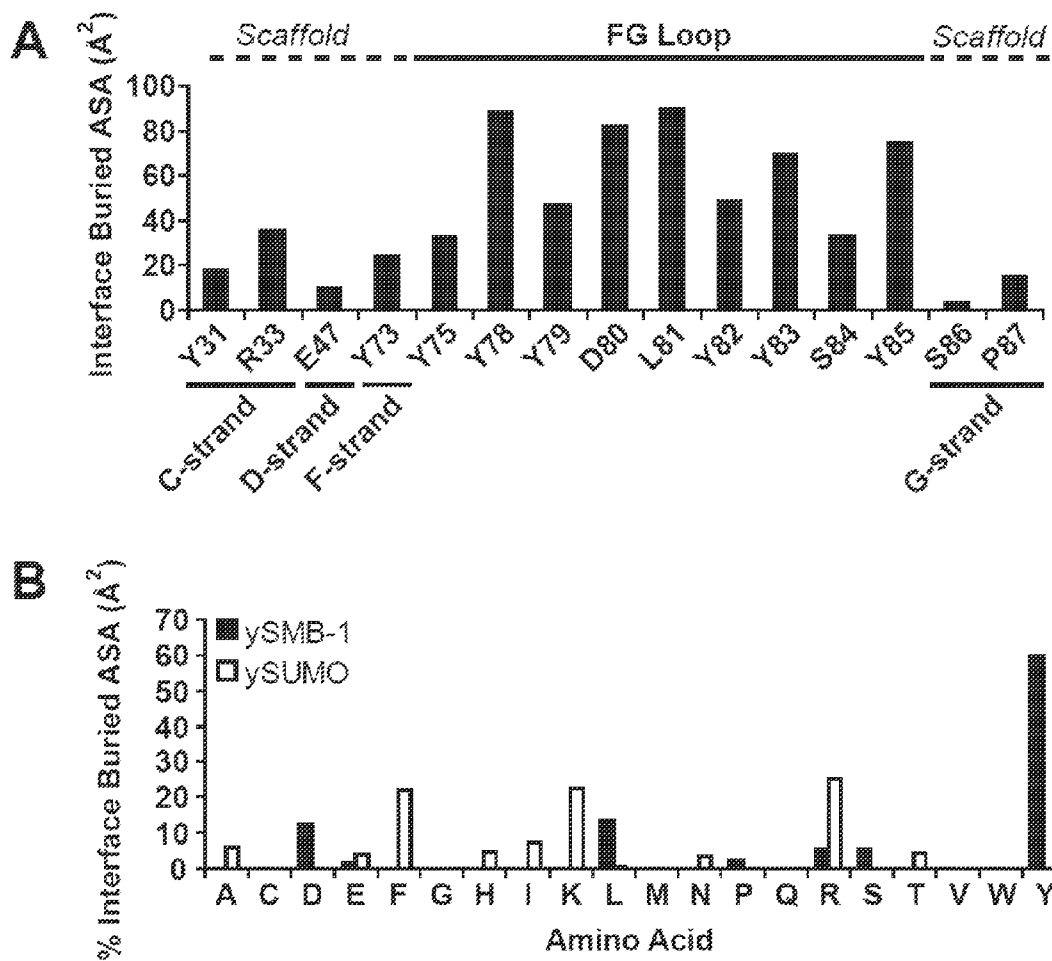 A
Scaffold FG Loop Scaffold
Interface Buried ASA (Å²)
100
80
60
40
20
0
Y31 R33 E47 Y73 Y75 Y78 Y79 D80 L81 Y82 Y83 S84 Y85 S86 P87
C-strand D-strand F-strand G-strand
B
% Interface Buried ASA (Å²)
70
60
50
40
30
20
10
0
ySMB-1
ySUMO
A C D E F G H I K L M N P Q R S T V W Y
Amino Acid